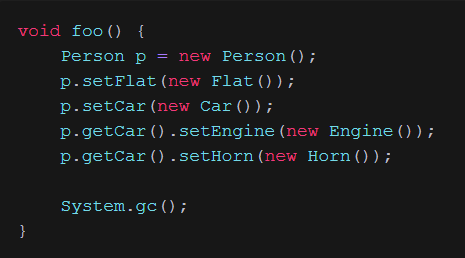 void foo() {
    Person p = new Person();
    p.setFlat(new Flat());
    p.setCar(new Car());
    p.getCar().setEngine(new Engine());
    p.getCar().setHorn(new Horn());

    System.gc();
}